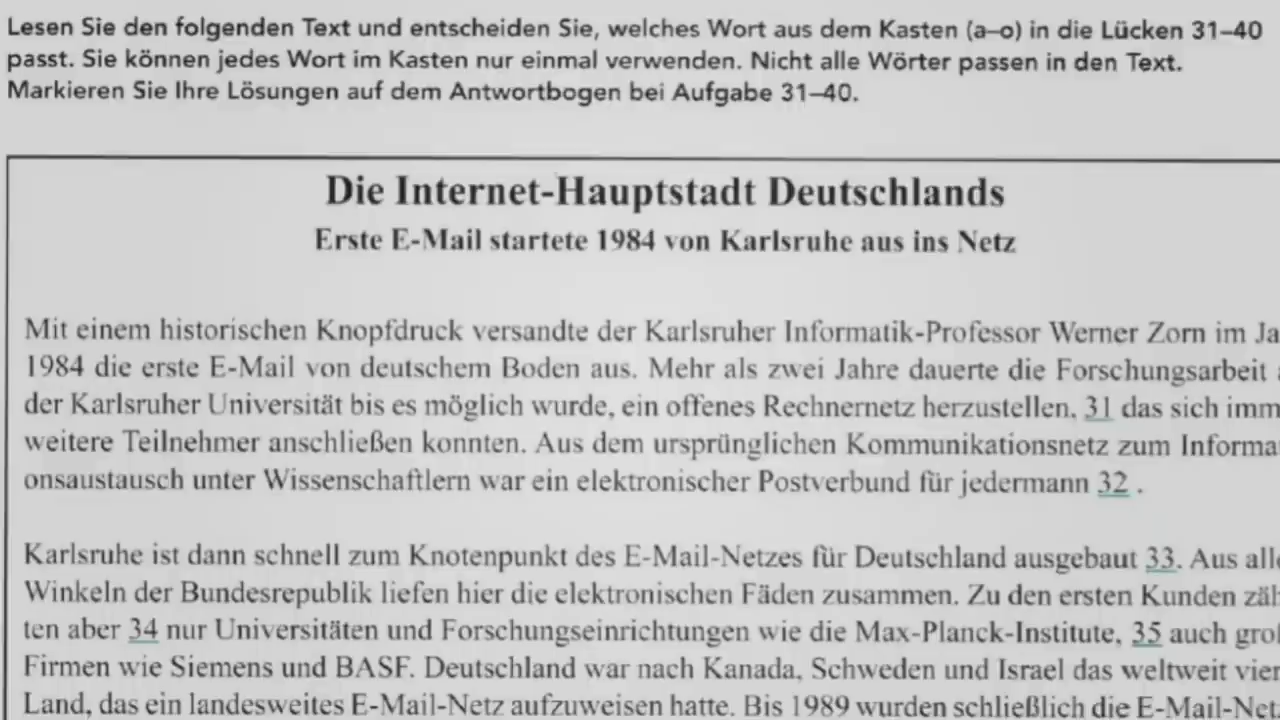 Lesen Sie den folgenden Text und entscheiden Sie, welches Wort aus dem Kasten (a–o) in die Lücken 31–40
passt. Sie können jedes Wort im Kasten nur einmal verwenden. Nicht alle Wörter passen in den Text.
Markieren Sie Ihre Lösungen auf dem Antwortbogen bei Aufgabe 31–40.
Die Internet-Hauptstadt Deutschlands
Erste E-Mail startete 1984 von Karlsruhe aus ins Netz
Mit einem historischen Knopfdruck versandte der Karlsruher Informatik-Professor Werner Zorn im Ja
1984 die erste E-Mail von deutschem Boden aus. Mehr als zwei Jahre dauerte die Forschungsarbeit
der Karlsruher Universität bis es möglich wurde, ein offenes Rechnernetz herzustellen, 31 das sich imm
weitere Teilnehmer anschließen konnten. Aus dem ursprünglichen Kommunikationsnetz zum Informa
onsaustausch unter Wissenschaftlern war ein elektronischer Postverbund für jedermann 32 .
Karlsruhe ist dann schnell zum Knotenpunkt des E-Mail-Netzes für Deutschland ausgebaut 33. Aus alle
Winkeln der Bundesrepublik liefen hier die elektronischen Fäden zusammen. Zu den ersten Kunden zäh
ten aber 34 nur Universitäten und Forschungseinrichtungen wie die Max-Planck-Institute, 35 auch groß
Firmen wie Siemens und BASF. Deutschland war nach Kanada, Schweden und Israel das weltweit vier
Land, das ein landesweites E-Mail-Netz aufzuweisen hatte. Bis 1989 wurden schließlich die E-Mail-Net